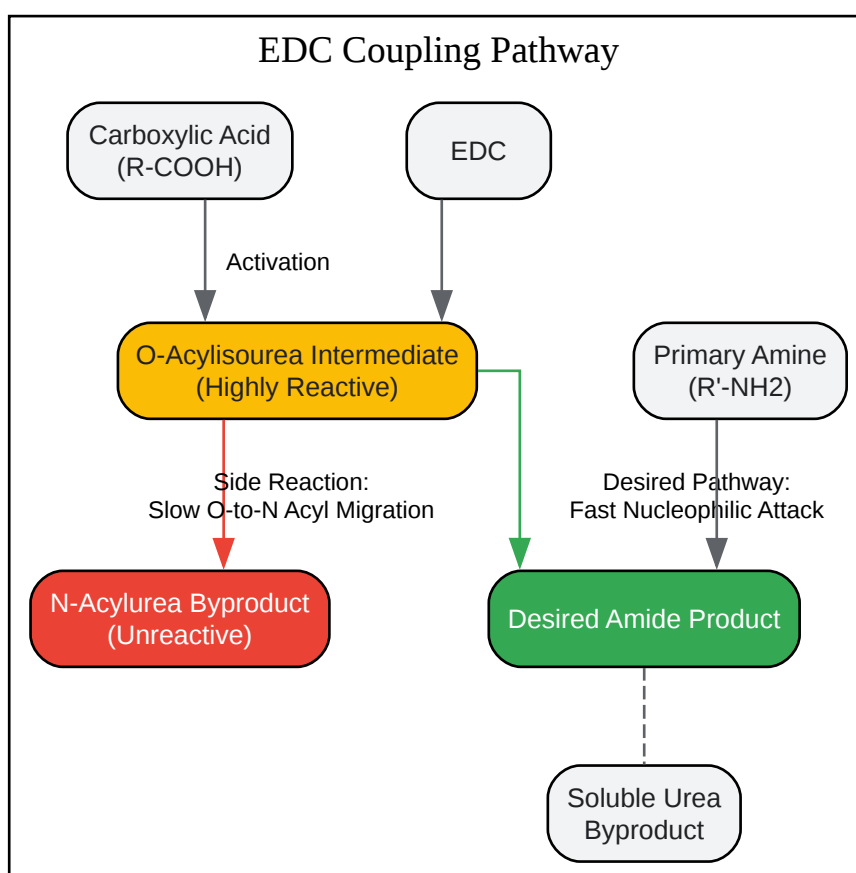 EDC Coupling Pathway
Carboxylic Acid
(R-COOH)
EDC
Activation
O-Acylisourea Intermediate
(Highly Reactive)
Primary Amine
(R'-NH2)
Side Reaction:
Slow O-to-N Acyl Migration
Desired Pathway:
Fast Nucleophilic Attack
N-Acylurea Byproduct
(Unreactive)
Desired Amide Product
Soluble Urea
Byproduct